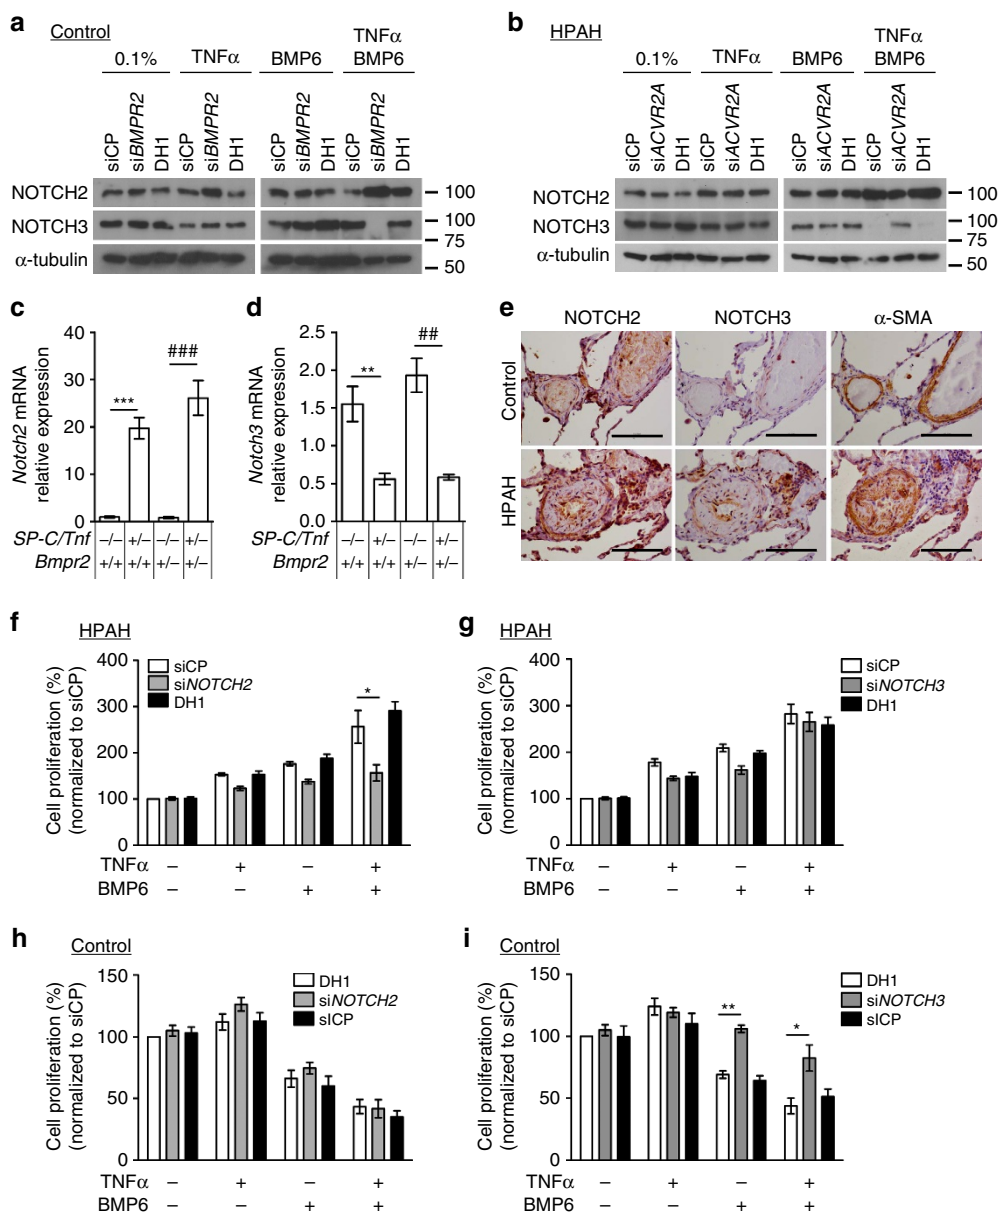 a
Control
0.1%
TNFα
BMP6
TNFα
BMP6
siCP
siBMPR2
DH1
siCP
siBMPR2
DH1
siCP
siBMPR2
DH1
siCP
siBMPR2
DH1
NOTCH2
NOTCH3
α-tubulin
100
100
75
50
b
HPAH
0.1%
TNFα
BMP6
TNFα
BMP6
siCP
siACVR2A
DH1
siCP
siACVR2A
DH1
siCP
siACVR2A
DH1
siCP
siACVR2A
DH1
NOTCH2
NOTCH3
α-tubulin
100
100
75
50
c
Notch2 mRNA
relative expression
40
30
20
10
0
***
###
SP-C/Tnf –/– +/– –/– +/–
Bmpr2 +/+ +/+ +/– +/–
d
Notch3 mRNA
relative expression
2.5
2.0
1.5
1.0
0.5
0.0
**
##
SP-C/Tnf –/– +/– –/– +/–
Bmpr2 +/+ +/+ +/– +/–
e
NOTCH2 NOTCH3 α-SMA
Control
HPAH
f
HPAH
Cell proliferation (%)
(normalized to siCP)
400
300
200
100
0
siCP
siNOTCH2
DH1
*
TNFα – + – +
BMP6 – – + +
g
HPAH
Cell proliferation (%)
(normalized to siCP)
400
300
200
100
0
siCP
siNOTCH3
DH1
TNFα – + – +
BMP6 – – + +
h
Control
Cell proliferation (%)
(normalized to siCP)
150
100
50
0
DH1
siNOTCH2
sICP
TNFα – + – +
BMP6 – – + +
i
Control
Cell proliferation (%)
(normalized to siCP)
150
100
50
0
DH1
siNOTCH3
sICP
**
*
TNFα – + – +
BMP6 – – + +